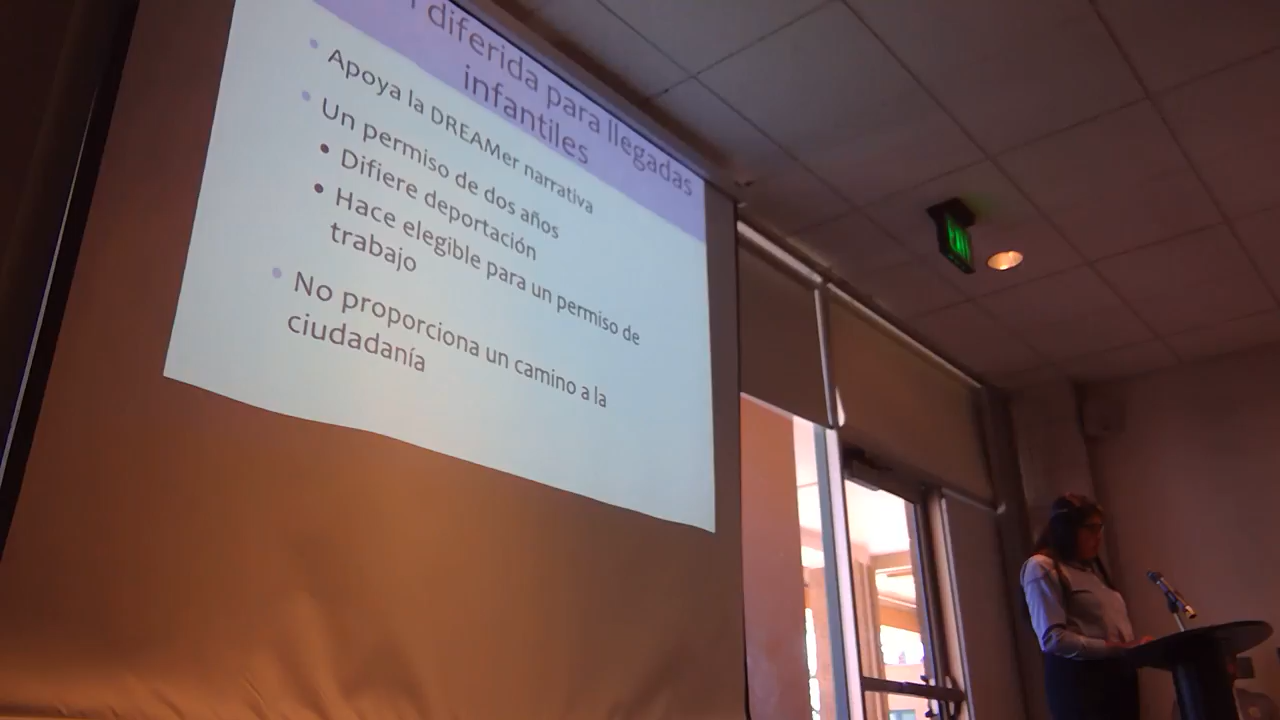 diferida para llegadas
infantiles
Apoya la DREAMer narrativa
Un permiso de dos años
Difiere deportación
Hace elegible para un permiso de
trabajo
No proporciona un camino a la
ciudadanía